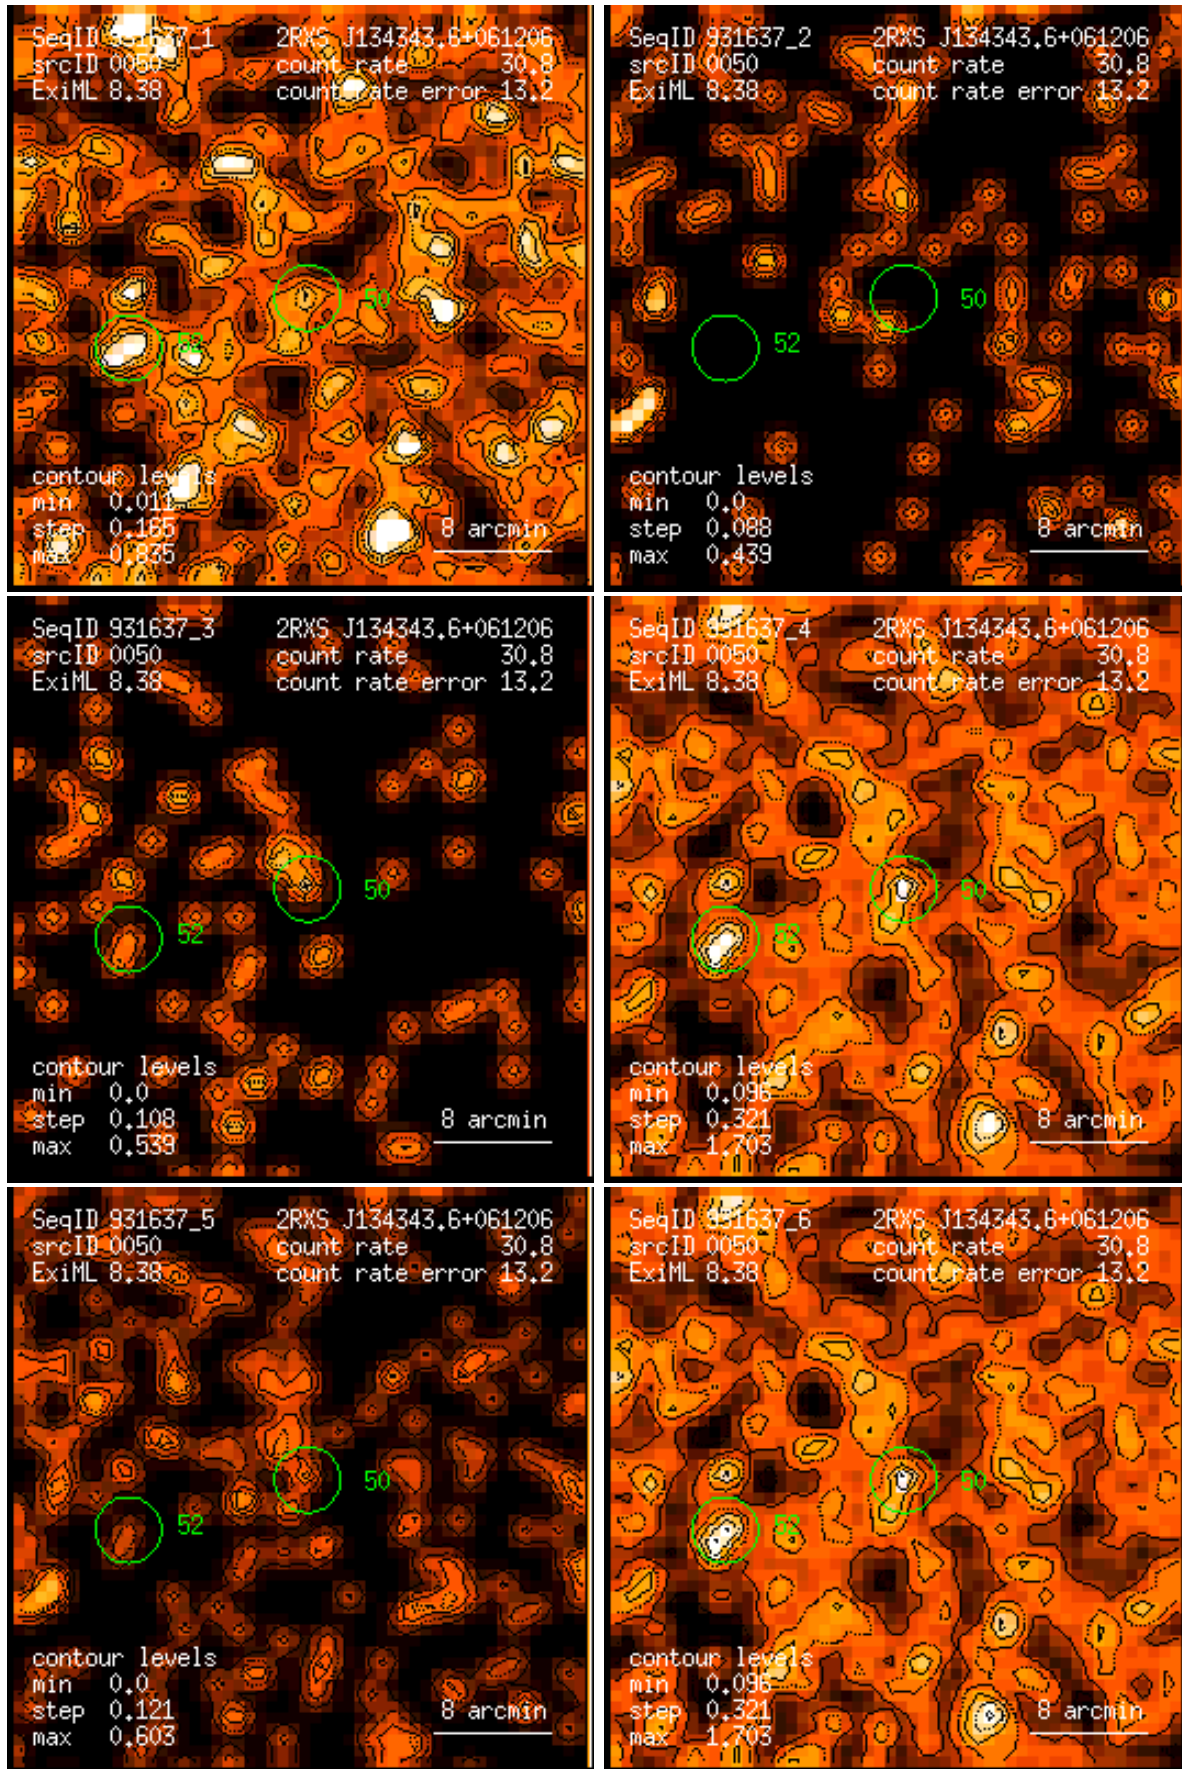 SeqID 931637_1 2RXS J134343.6+061206
srcID 0050 count rate 30.8
ExiML 8.38 count rate error 13.2
50
52
contour levels
min 0.011
step 0.165
max 0.835
8 arcmin
SeqID 931637_2 2RXS J134343.6+061206
srcID 0050 count rate 30.8
ExiML 8.38 count rate error 13.2
50
52
contour levels
min 0.0
step 0.088
max 0.439
8 arcmin
SeqID 931637_3 2RXS J134343.6+061206
srcID 0050 count rate 30.8
ExiML 8.38 count rate error 13.2
50
52
contour levels
min 0.0
step 0.108
max 0.539
8 arcmin
SeqID 931637_4 2RXS J134343.6+061206
srcID 0050 count rate 30.8
ExiML 8.38 count rate error 13.2
50
52
contour levels
min 0.096
step 0.321
max 1.703
8 arcmin
SeqID 931637_5 2RXS J134343.6+061206
srcID 0050 count rate 30.8
ExiML 8.38 count rate error 13.2
50
52
contour levels
min 0.0
step 0.121
max 0.603
8 arcmin
SeqID 931637_6 2RXS J134343.6+061206
srcID 0050 count rate 30.8
ExiML 8.38 count rate error 13.2
50
52
contour levels
min 0.096
step 0.321
max 1.703
8 arcmin